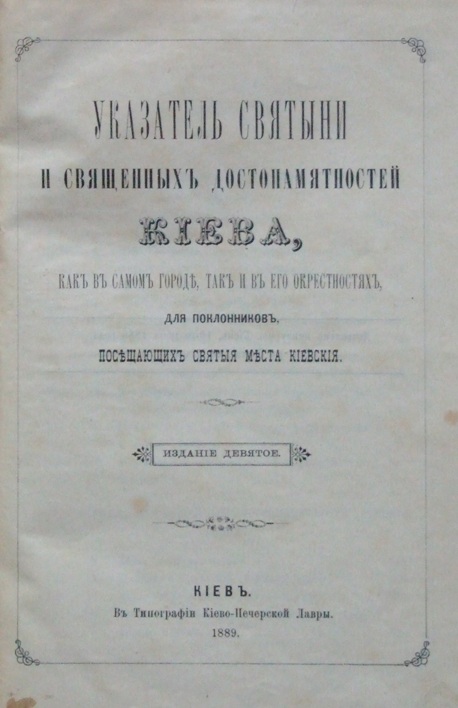 УКАЗАТЕЛЬ СВЯТЫНИ
И СВЯЩЕННЫХЪ ДОСТОПАМЯТНОСТЕЙ
КІЕВА,
КАКЪ ВЪ САМОМЪ ГОРОДѢ, ТАКЪ И ВЪ ЕГО ОКРЕСТНОСТЯХЪ,
ДЛЯ ПОКЛОННИКОВЪ,
ПОСѢЩАЮЩИХЪ СВЯТЫЯ МѢСТА КІЕВСКІЯ.
ИЗДАНІЕ ДЕВЯТОЕ.
КІЕВЪ.
Въ Типографіи Кіево-Печерской Лавры.
1889.